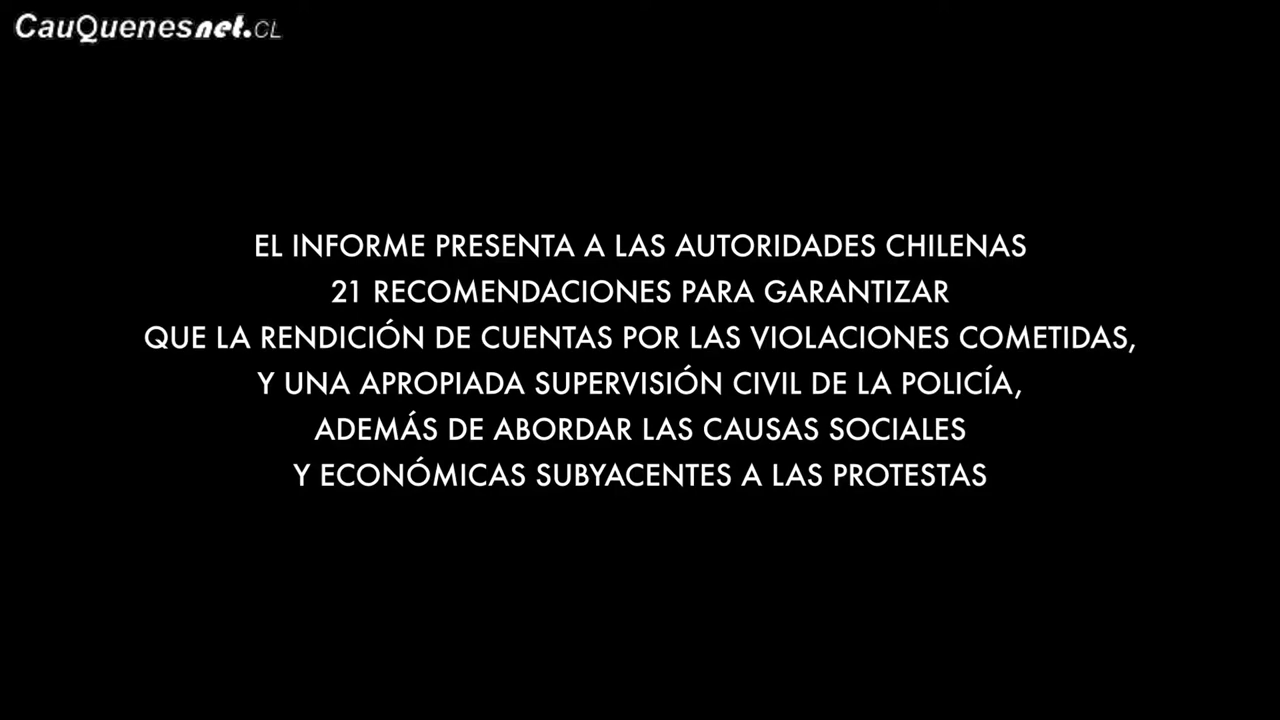 CauQuenesnet.CL
EL INFORME PRESENTA A LAS AUTORIDADES CHILENAS
21 RECOMENDACIONES PARA GARANTIZAR
QUE LA RENDICIÓN DE CUENTAS POR LAS VIOLACIONES COMETIDAS,
Y UNA APROPIADA SUPERVISIÓN CIVIL DE LA POLICÍA,
ADEMÁS DE ABORDAR LAS CAUSAS SOCIALES
Y ECONÓMICAS SUBYACENTES A LAS PROTESTAS